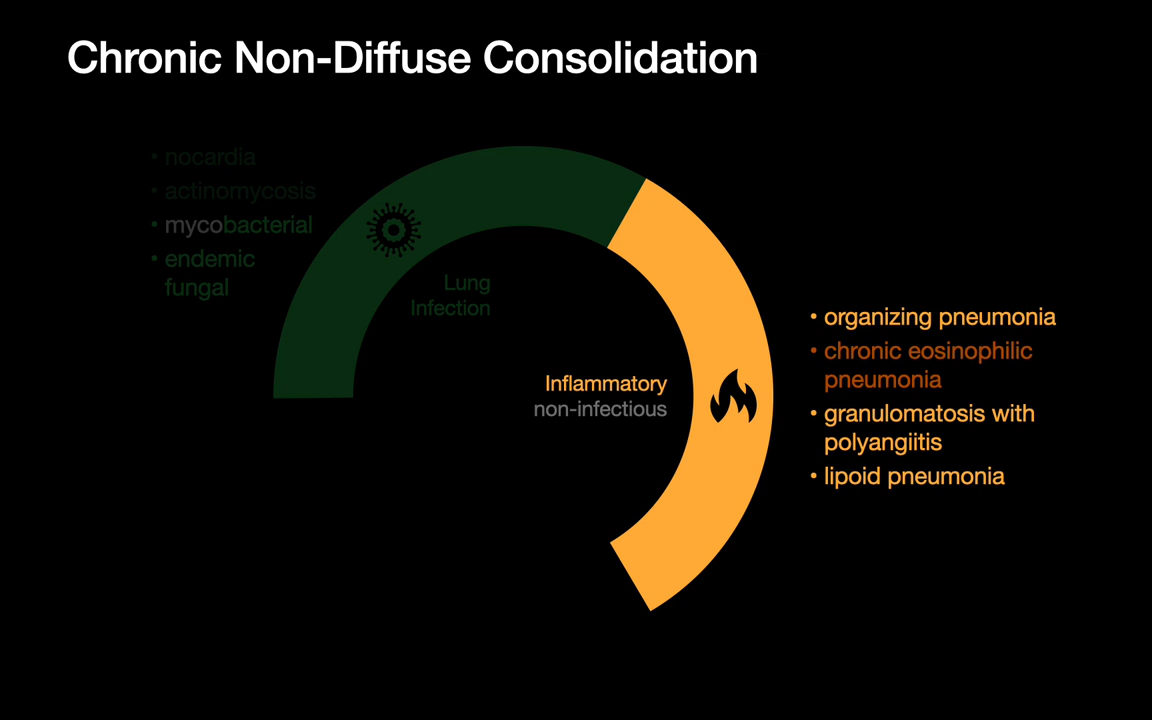 Chronic Non-Diffuse Consolidation
• nocardia
• actinomycosis
• mycobacterial
• endemic
fungal
Lung
Infection
Inflammatory
non-infectious
• organizing pneumonia
• chronic eosinophilic
pneumonia
• granulomatosis with
polyangiitis
• lipoid pneumonia